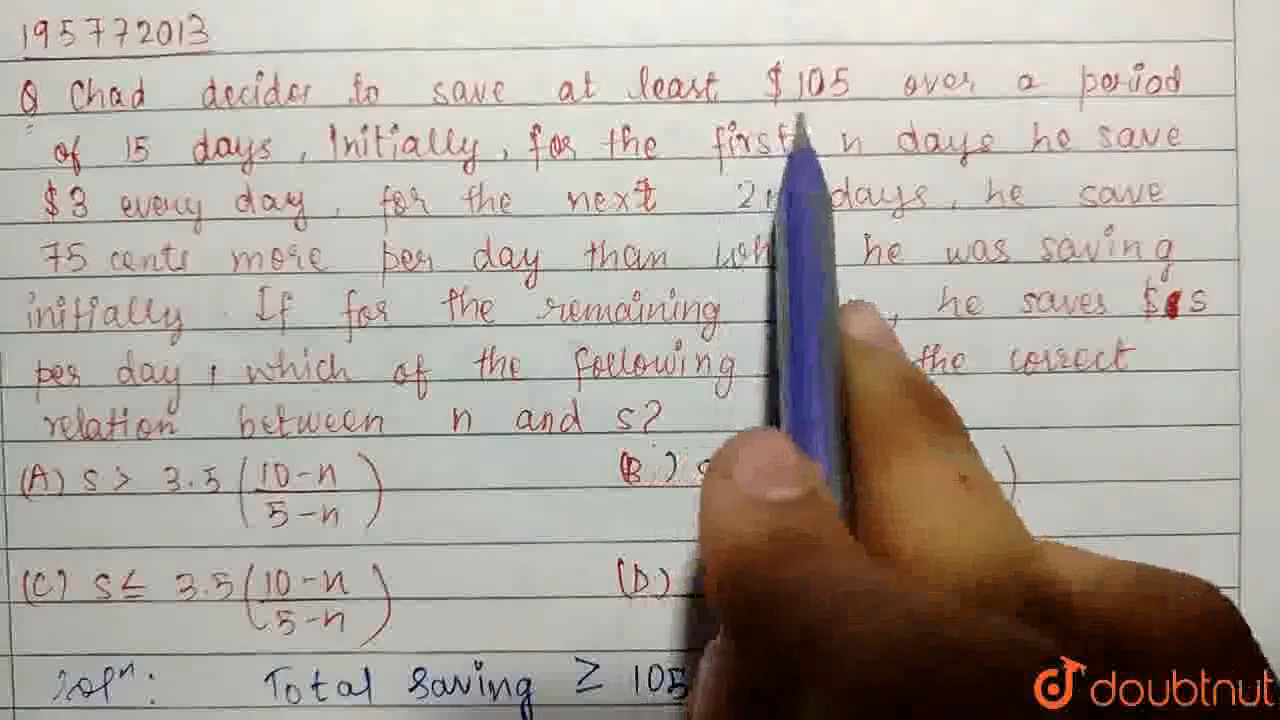 195772013
Q Chad decides to save at least $105 over a period
of 15 days, Initially, for the first n days he save
$3 every day, for the next days, he save
75 cents more per day than he was saving
initially. If for the remaining , he saves $ s
per day, which of the following the correct
relation between n and s?
(A) s > 3.5 (10-n / 5-n) (B.)
(C) s ≤ 3.5 (10-n / 5-n) (D.)
Solⁿ: Total saving ≥ 105
doubtnut